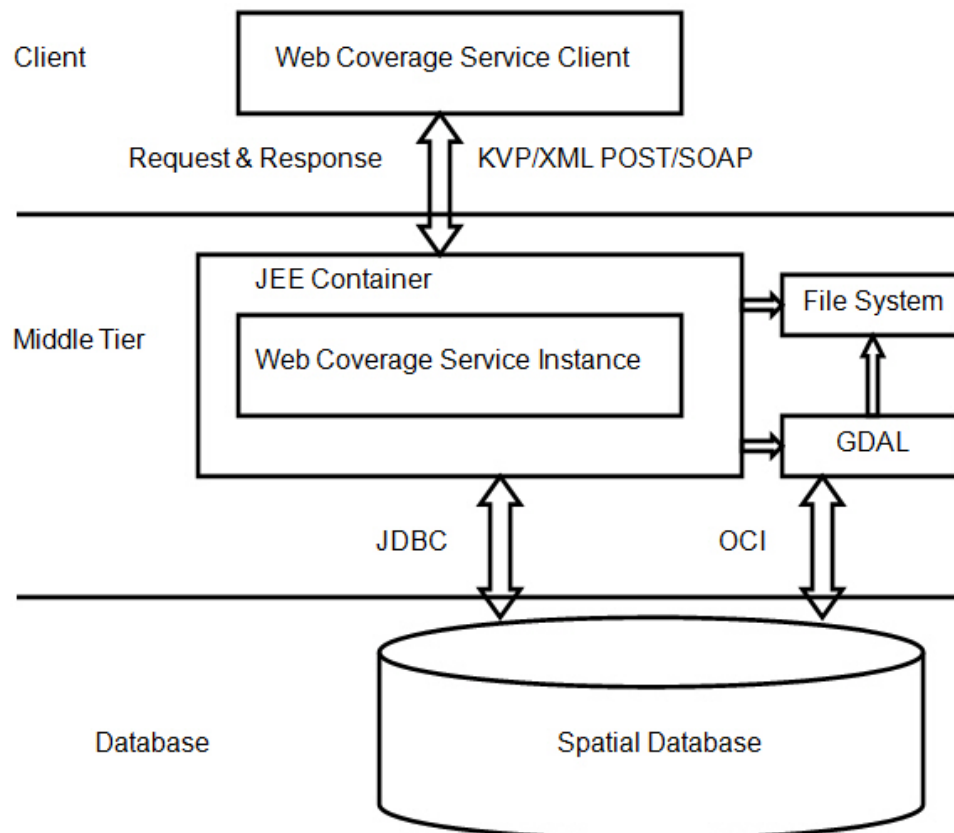 Client
Web Coverage Service Client
Request & Response
KVP/XML POST/SOAP
JEE Container
File System
Middle Tier
Web Coverage Service Instance
GDAL
JDBC
OCI
Database
Spatial Database